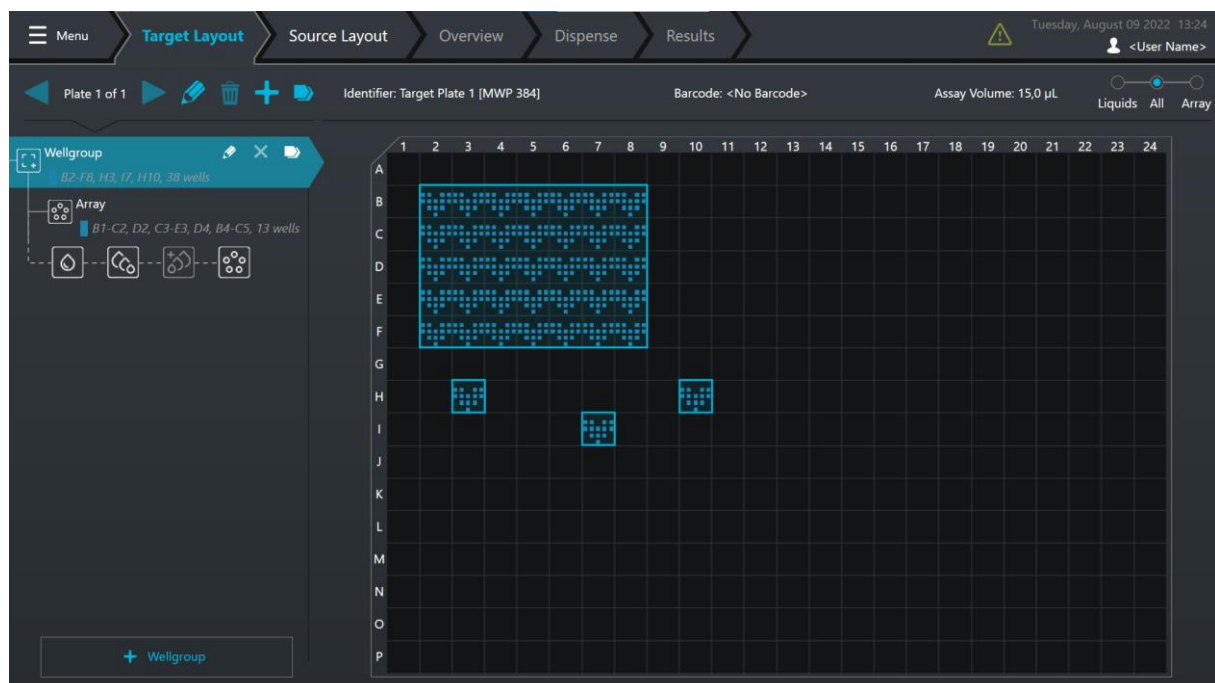 Menu
Target Layout
Source Layout
Overview
Dispense
Results
Tuesday, August 09 2022 13:24
<User Name>
Plate 1 of 1
Identifier: Target Plate 1 [MWP 384]
Barcode: <No Barcode>
Assay Volume: 15,0 µL
Liquids All Array
Wellgroup
B2-F8, H3, I7, H10, 38 wells
Array
B1-C2, D2, C3-E3, D4, B4-C5, 13 wells
+ Wellgroup
1 2 3 4 5 6 7 8 9 10 11 12 13 14 15 16 17 18 19 20 21 22 23 24
A
B
C
D
E
F
G
H
I
J
K
L
M
N
O
P